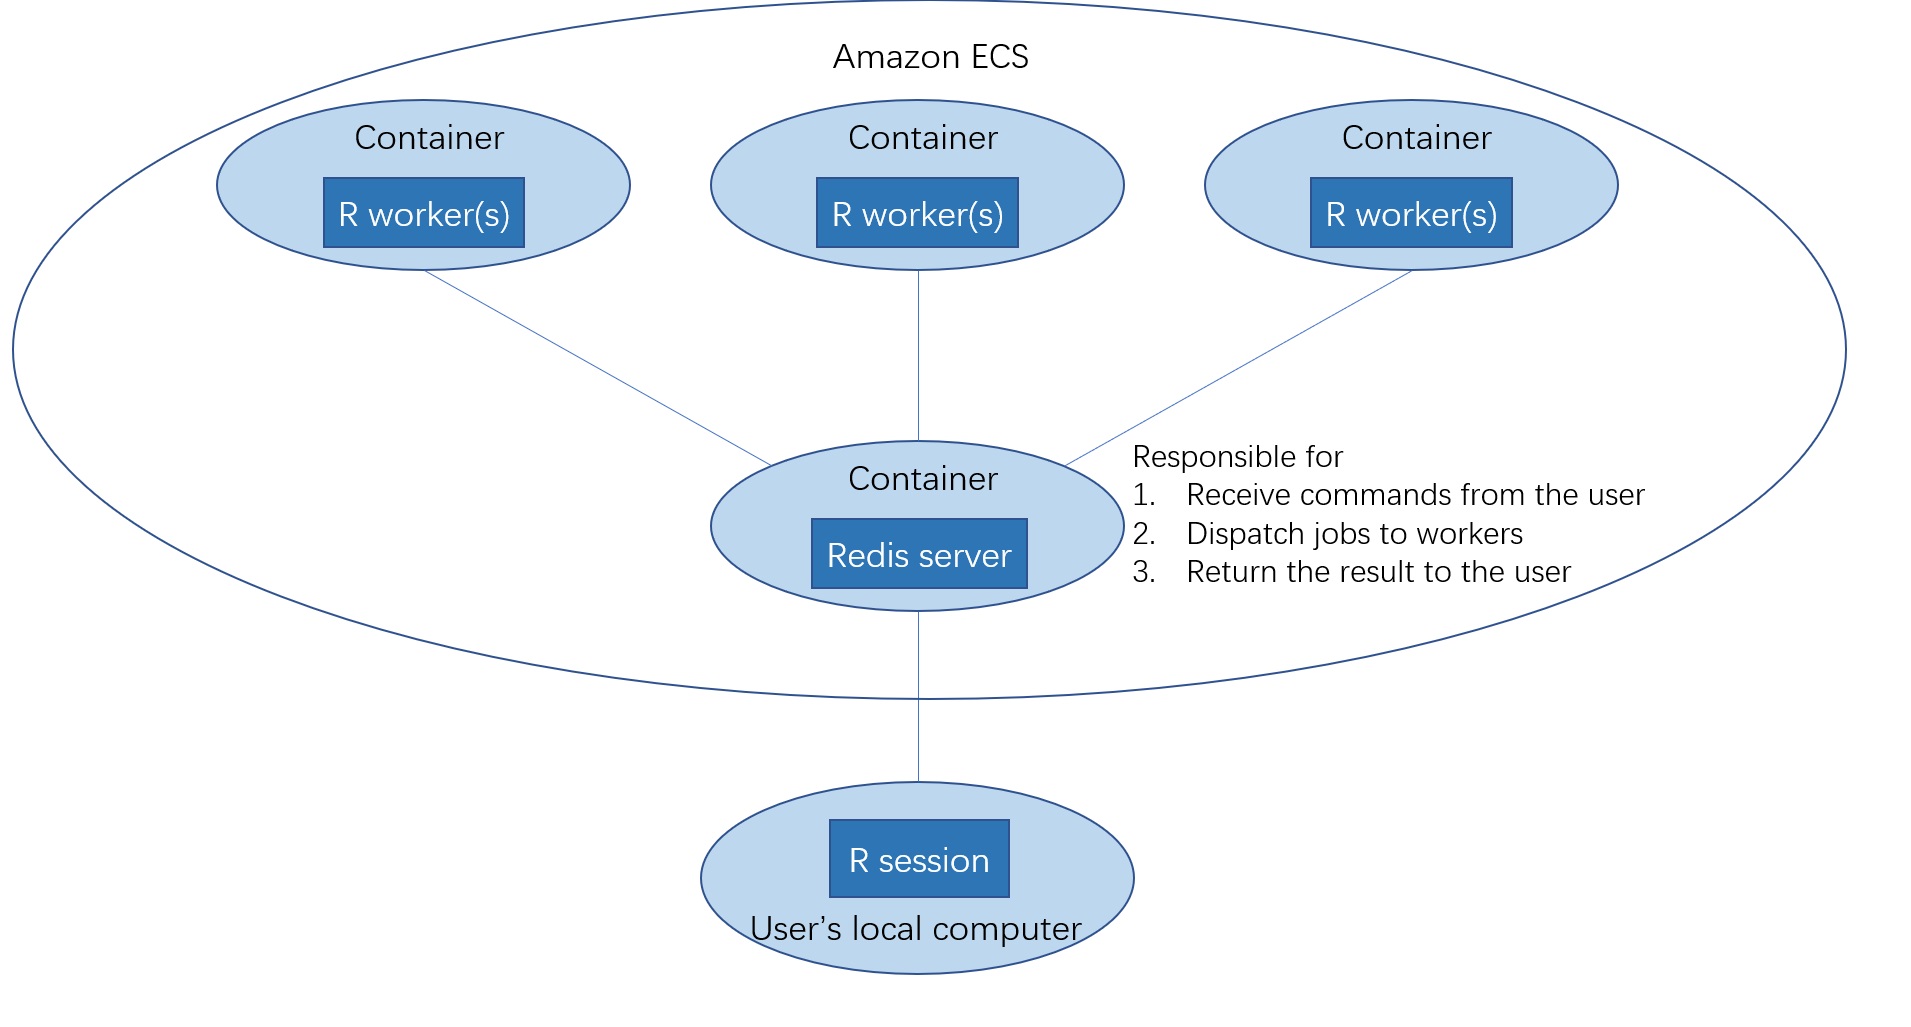 Amazon ECS
Container
R worker(s)
Container
R worker(s)
Container
R worker(s)
Container
Redis server
Responsible for
1. Receive commands from the user
2. Dispatch jobs to workers
3. Return the result to the user
R session
User’s local computer